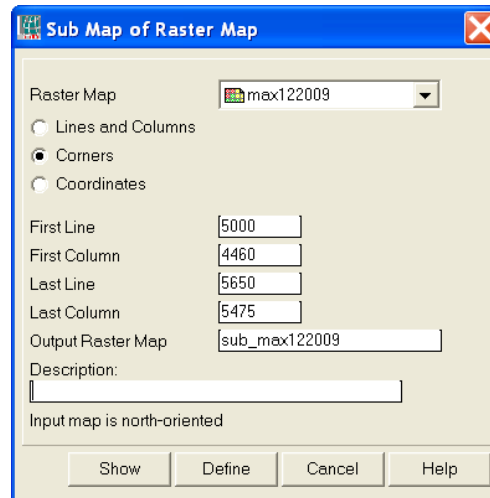 Sub Map of Raster Map
Raster Map max122009
Lines and Columns
Corners
Coordinates
First Line 5000
First Column 4460
Last Line 5650
Last Column 5475
Output Raster Map sub_max122009
Description:
Input map is north-oriented
Show Define Cancel Help